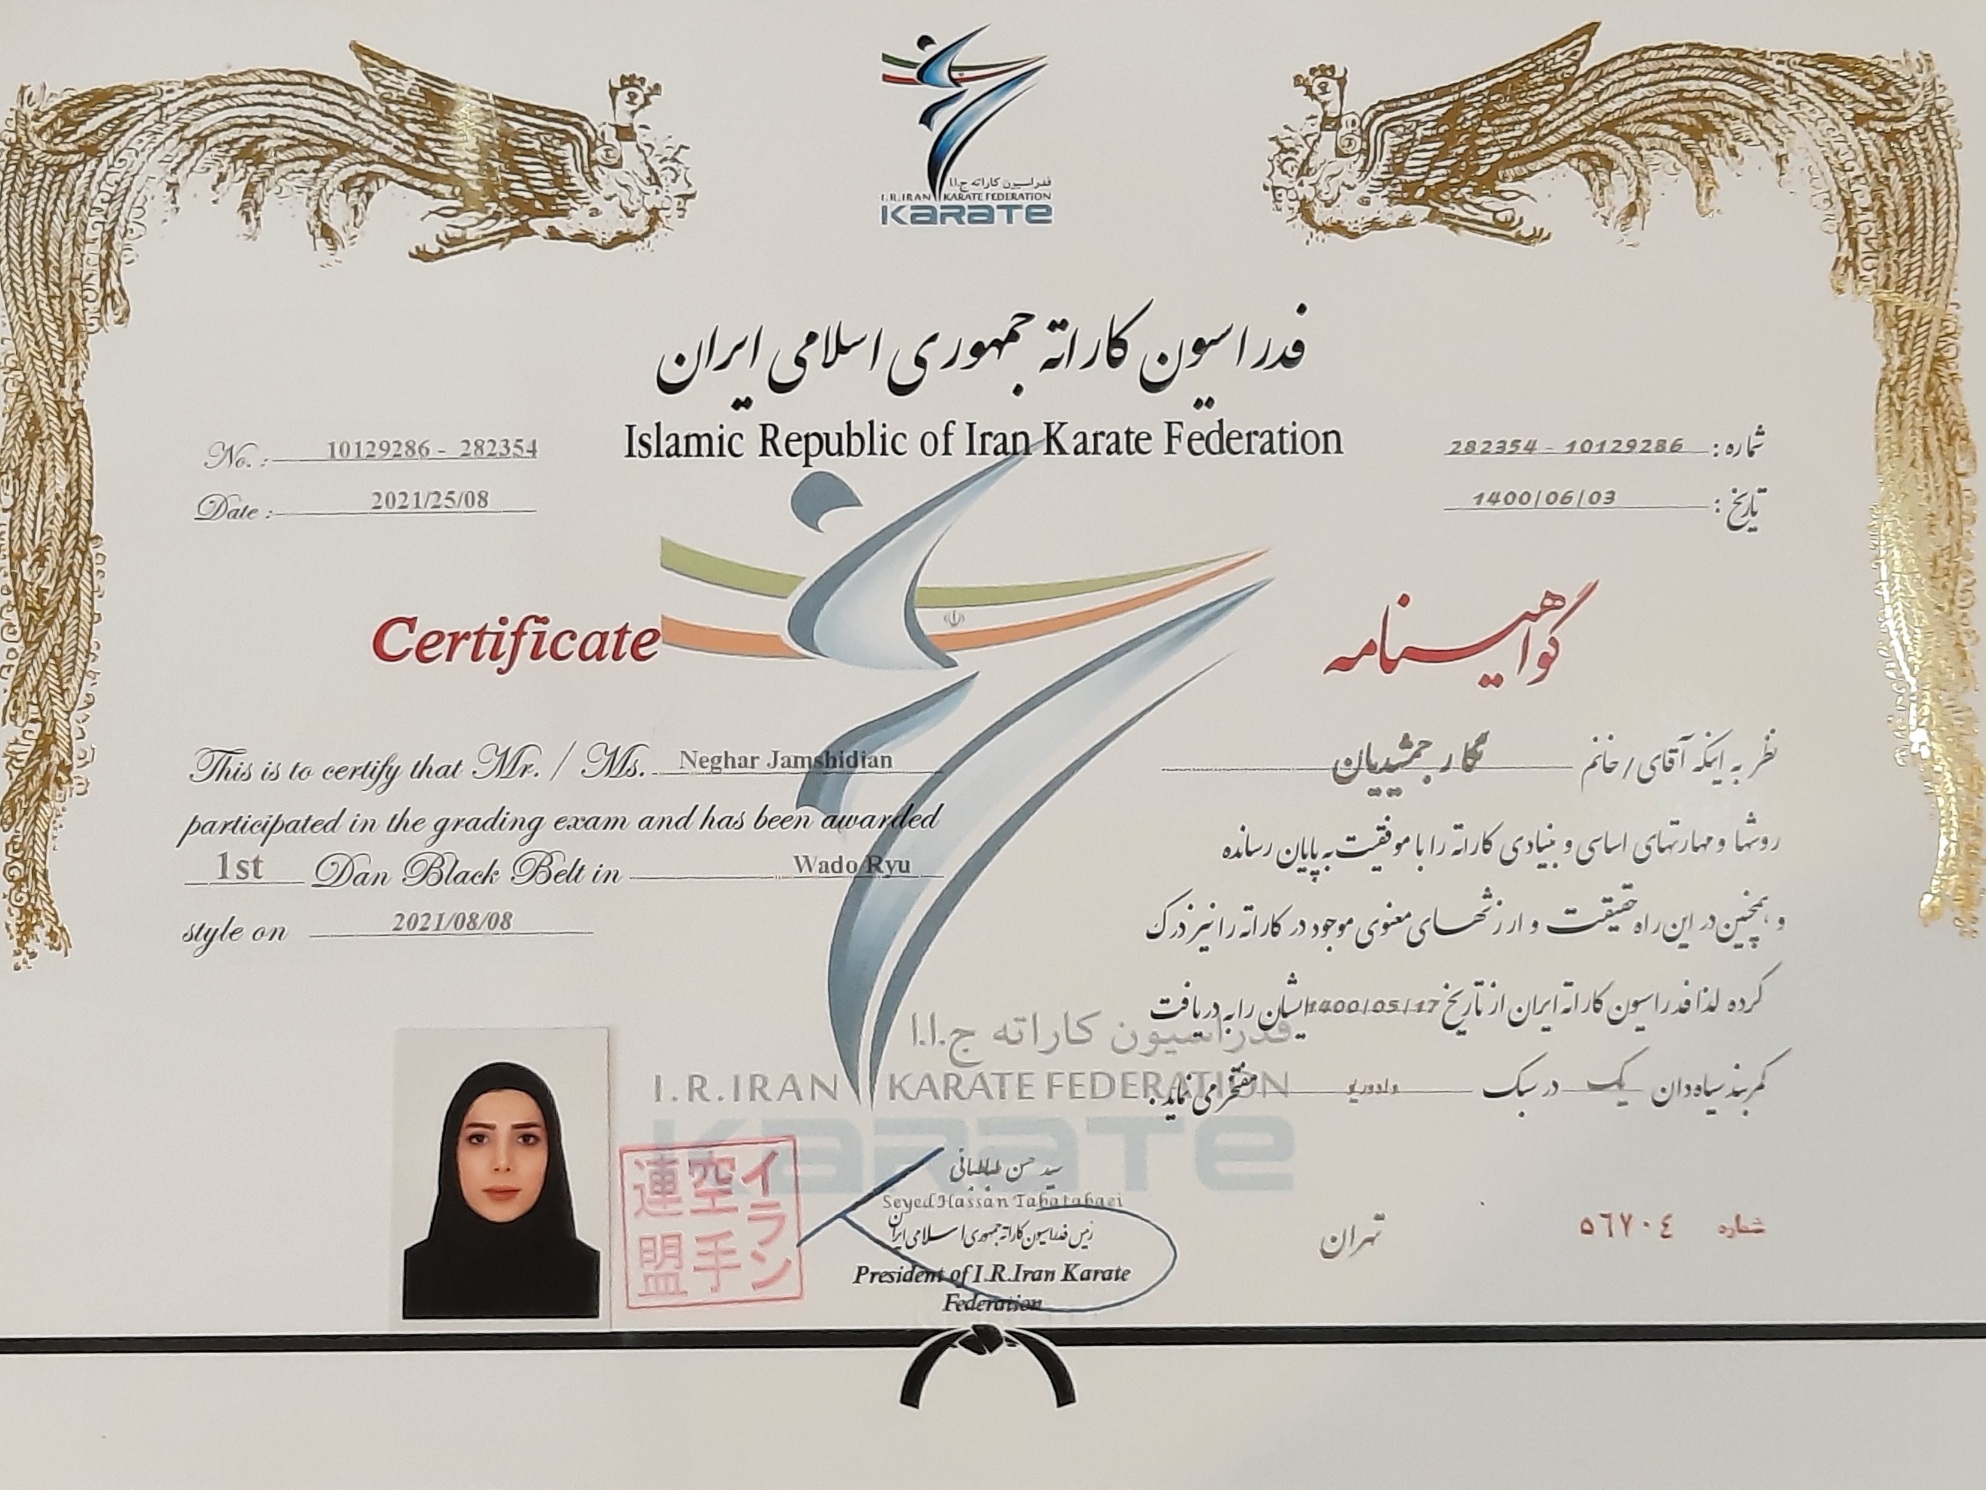 فدراسیون کاراته ج.ا.ا
I.R.IRAN KARATE FEDERATION
KARATE
فدراسیون کاراته جمهوری اسلامی ایران
Islamic Republic of Iran Karate Federation
No. : 10129286 - 282354
Date : 2021/25/08
شماره : 282354 - 10129286
تاریخ : 1400/06/03
Certificate
گواهینامه
This is to certify that Mr. / Ms. Neghar Jamshidian
participated in the grading exam and has been awarded
1st Dan Black Belt in Wado Ryu
style on 2021/08/08
نظر به اینکه آقای/خانم نگار جمشیدیان
روشها و مهارتهای اساسی و بنیادی کاراته را با موفقیت به پایان رسانده
و همچنین در این راه حقیقت و ارزشهای معنوی موجود در کاراته را نیز درک
کرده لذا فدراسیون کاراته ایران از تاریخ 1400/05/17 ایشان را به دریافت
کمربند سیاه دان یک در سبک وادوریو مفتخر می نماید.
فدراسیون کاراته ج.ا.ا.
I.R.IRAN KARATE FEDERATION
KARATE
イラン
空手
連盟
سید حسن طباطبائی
Seyed Hassan Tabatabaei
رئیس فدراسیون کاراته جمهوری اسلامی ایران
President of I.R.Iran Karate
Federation
تهران
شماره ٥٦٧٠٤